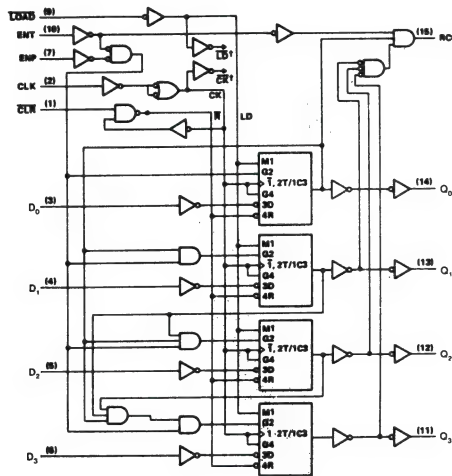 LOAD (9)
ENT (10)
ENP (7)
CLK (2)
CLR (1)
(15) RC
LD↑
CK↑
CK
R LD
M1
G2
1, 2T/1C3
G4
3D
4R
D0 (3)
(14) Q0
M1
G2
1, 2T/1C3
G4
3D
4R
D1 (4)
(13) Q1
M1
G2
1, 2T/1C3
G4
3D
4R
D2 (5)
(12) Q2
M1
G2
1, 2T/1C3
G4
3D
4R
D3 (6)
(11) Q3